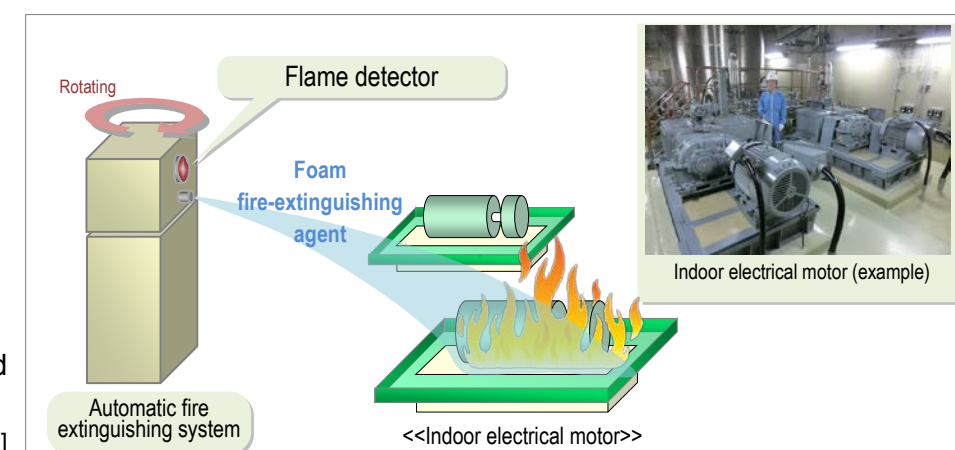 Rotating
Flame detector
Foam
fire-extinguishing
agent
Indoor electrical motor (example)
d
Automatic fire
extinguishing system
<<Indoor electrical motor>>
]